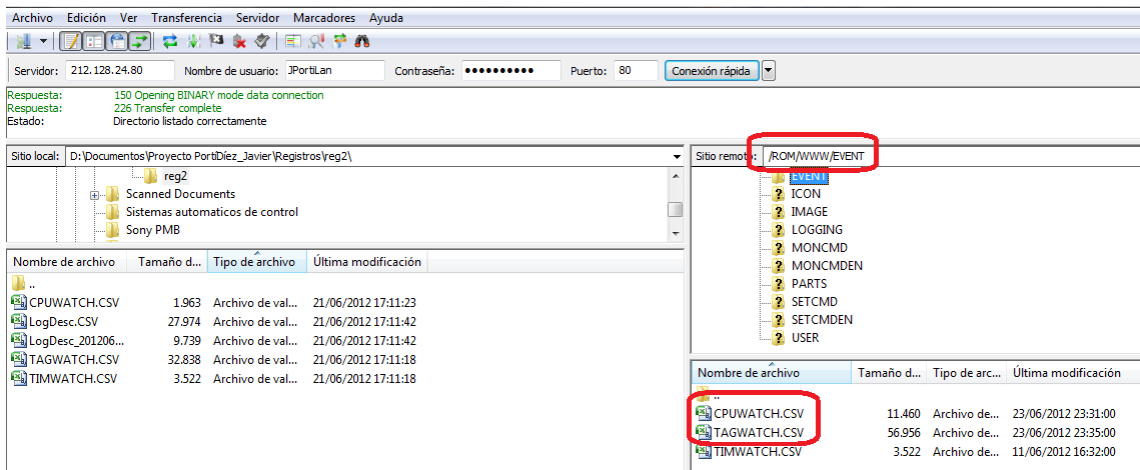 Archivo Edición Ver Transferencia Servidor Marcadores Ayuda
Servidor: 212.128.24.80 Nombre de usuario: JPortiLan Contraseña: ●●●●●●●●●● Puerto: 80 Conexión rápida
Respuesta: 150 Opening BINARY mode data connection
Respuesta: 226 Transfer complete
Estado: Directorio listado correctamente
Sitio local: D:\Documentos\Proyecto PortíDíez_Javier\Registros\reg2\
reg2
Scanned Documents
Sistemas automaticos de control
Sony PMB
Nombre de archivo Tamaño d... Tipo de archivo Última modificación
..
CPUWATCH.CSV 1.963 Archivo de val... 21/06/2012 17:11:23
LogDesc.CSV 27.974 Archivo de val... 21/06/2012 17:11:42
LogDesc_201206... 9.739 Archivo de val... 21/06/2012 17:11:42
TAGWATCH.CSV 32.838 Archivo de val... 21/06/2012 17:11:18
TIMWATCH.CSV 3.522 Archivo de val... 21/06/2012 17:11:18
Sitio remoto: /ROM/WWW/EVENT
EVENT
ICON
IMAGE
LOGGING
MONCMD
MONCMDEN
PARTS
SETCMD
SETCMDEN
USER
Nombre de archivo Tamaño d... Tipo de arc... Última modificación
..
CPUWATCH.CSV 11.460 Archivo de... 23/06/2012 23:31:00
TAGWATCH.CSV 56.956 Archivo de... 23/06/2012 23:35:00
TIMWATCH.CSV 3.522 Archivo de... 11/06/2012 16:32:00